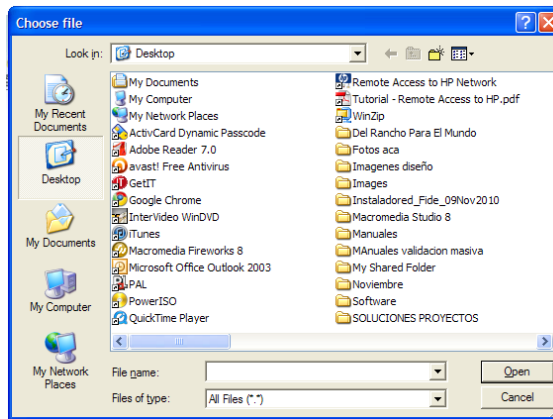 Choose file
Look in:
Desktop
My Recent
Documents
Desktop
My Documents
My Computer
My Network
Places
My Documents
My Computer
My Network Places
ActivCard Dynamic Passcode
Adobe Reader 7.0
avast! Free Antivirus
GetIT
Google Chrome
InterVideo WinDVD
iTunes
Macromedia Fireworks 8
Microsoft Office Outlook 2003
PAL
PowerISO
QuickTime Player
Remote Access to HP Network
Tutorial - Remote Access to HP.pdf
WinZip
Del Rancho Para El Mundo
Fotos aca
Imagenes diseño
Images
Instaladored_Fide_09Nov2010
Macromedia Studio 8
Manuales
MAnuales validacion masiva
My Shared Folder
Noviembre
Software
SOLUCIONES PROYECTOS
File name:
Open
Files of type:
All Files (*.*)
Cancel